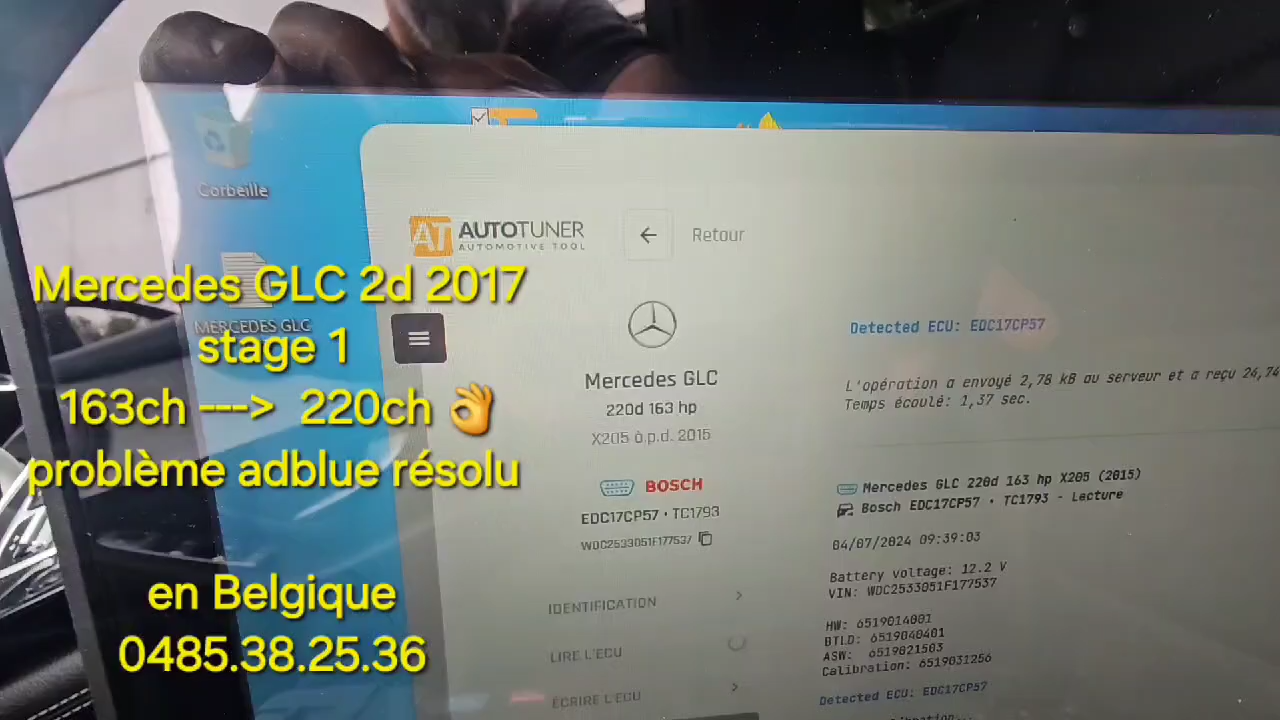 Corbeille
MERCEDES GLC
AT AUTOTUNER
AUTOMOTIVE TOOL
Retour
Mercedes GLC 2d 2017
stage 1
163ch ---> 220ch 👌
problème adblue résolu
en Belgique
0485.38.25.36
Mercedes GLC
220d 163 hp
X205 à.p.d. 2015
BOSCH
EDC17CP57 • TC1793
WDC2533051F177537
IDENTIFICATION
LIRE L'ECU
ÉCRIRE L'ECU
Detected ECU: EDC17CP57
L'opération a envoyé 2,78 kB au serveur et a reçu 24,74
Temps écoulé: 1,37 sec.
Mercedes GLC 220d 163 hp X205 (2015)
Bosch EDC17CP57 • TC1793 - Lecture
04/07/2024 09:39:03
Battery voltage: 12.2 V
VIN: WDC2533051F177537
HW: 6519014001
BTLD: 6519040401
ASW: 6519021503
Calibration: 6519031256
Detected ECU: EDC17CP57